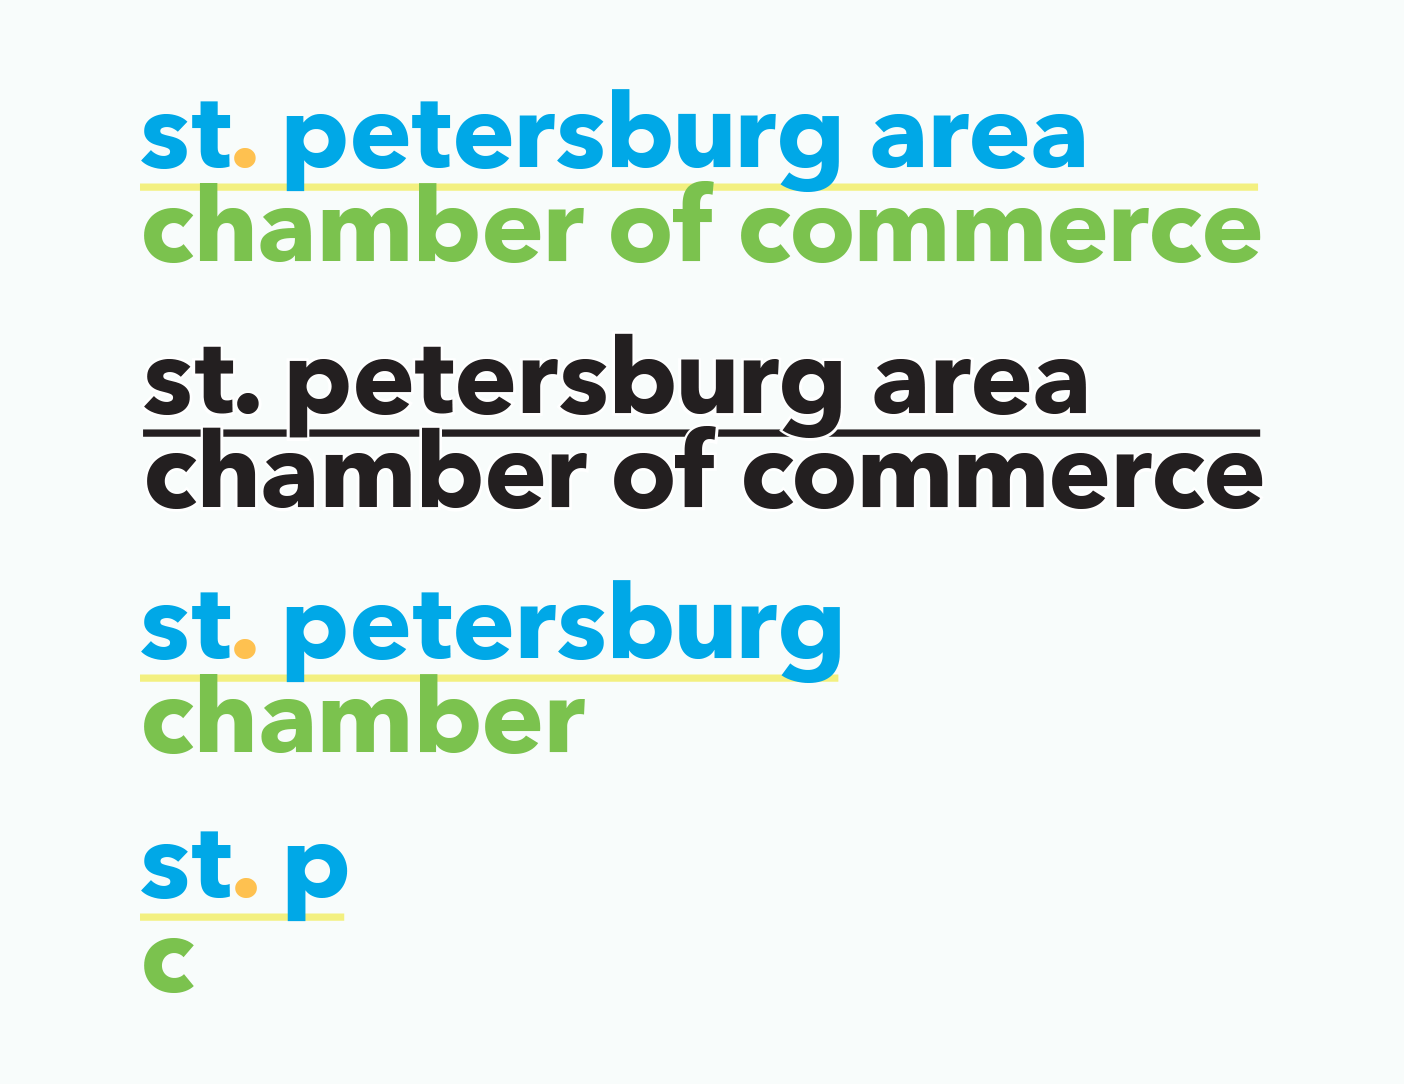 st. petersburg area
chamber of commerce
st. petersburg area
chamber of commerce
st. petersburg
chamber
st. p
c